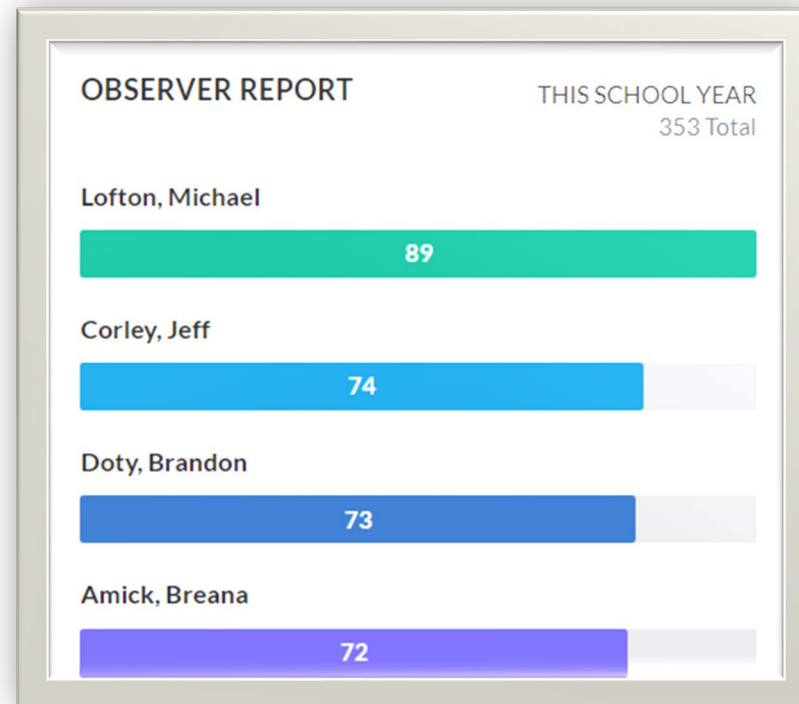 OBSERVER REPORT
THIS SCHOOL YEAR
353 Total
Lofton, Michael
89
Corley, Jeff
74
Doty, Brandon
73
Amick, Breana
72